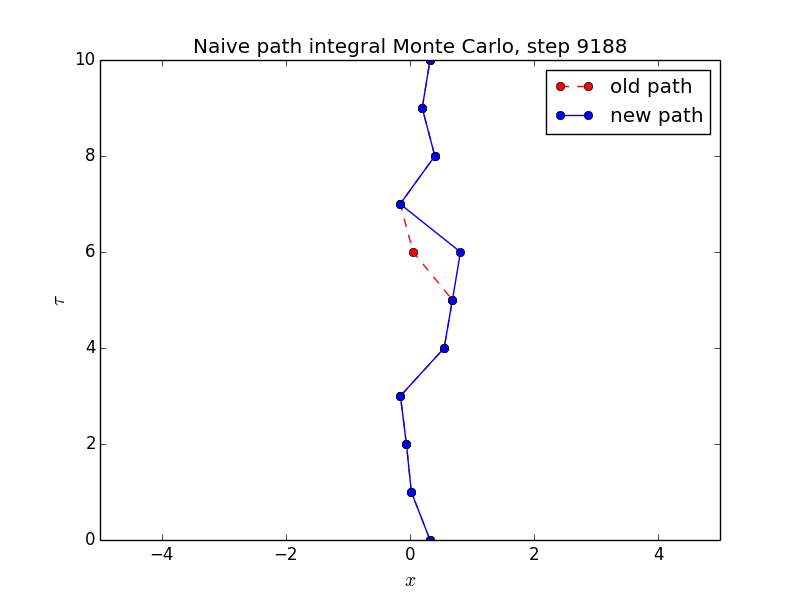 Naive path integral Monte Carlo, step 9188
old path
new path
10
8
6
4
2
0
τ
−4 −2 0 2 4
x